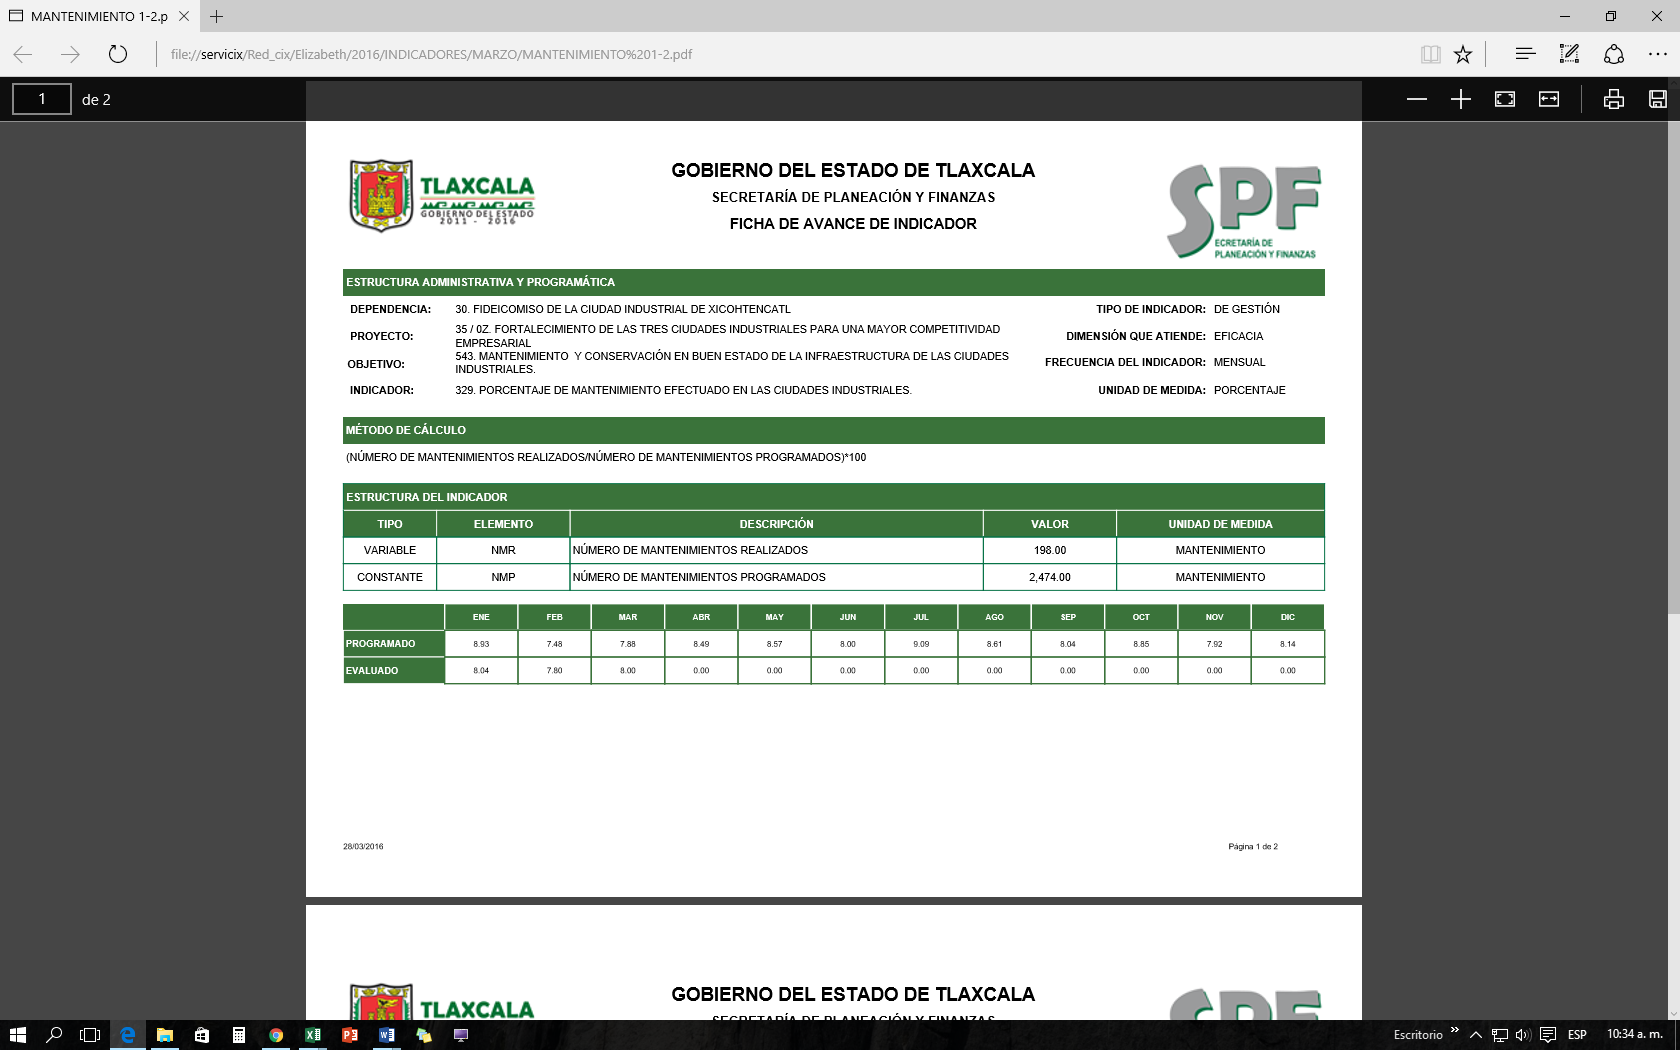 MANTENIMIENTO 1-2.p
file://servicix/Red_cix/Elizabeth/2016/INDICADORES/MARZO/MANTENIMIENTO%201-2.pdf
1 de 2
TLAXCALA
GOBIERNO DEL ESTADO
2011 - 2016
GOBIERNO DEL ESTADO DE TLAXCALA
SECRETARÍA DE PLANEACIÓN Y FINANZAS
FICHA DE AVANCE DE INDICADOR
SPF
ECRETARÍA DE
PLANEACIÓN Y FINANZAS
ESTRUCTURA ADMINISTRATIVA Y PROGRAMÁTICA
DEPENDENCIA: 30. FIDEICOMISO DE LA CIUDAD INDUSTRIAL DE XICOHTENCATL TIPO DE INDICADOR: DE GESTIÓN
PROYECTO: 35 / 0Z. FORTALECIMIENTO DE LAS TRES CIUDADES INDUSTRIALES PARA UNA MAYOR COMPETITIVIDAD
EMPRESARIAL
DIMENSIÓN QUE ATIENDE: EFICACIA
OBJETIVO: 543. MANTENIMIENTO Y CONSERVACIÓN EN BUEN ESTADO DE LA INFRAESTRUCTURA DE LAS CIUDADES
INDUSTRIALES.
FRECUENCIA DEL INDICADOR: MENSUAL
INDICADOR: 329. PORCENTAJE DE MANTENIMIENTO EFECTUADO EN LAS CIUDADES INDUSTRIALES. UNIDAD DE MEDIDA: PORCENTAJE
MÉTODO DE CÁLCULO
(NÚMERO DE MANTENIMIENTOS REALIZADOS/NÚMERO DE MANTENIMIENTOS PROGRAMADOS)*100
ESTRUCTURA DEL INDICADOR
TIPO ELEMENTO DESCRIPCIÓN VALOR UNIDAD DE MEDIDA
VARIABLE NMR NÚMERO DE MANTENIMIENTOS REALIZADOS 198.00 MANTENIMIENTO
CONSTANTE NMP NÚMERO DE MANTENIMIENTOS PROGRAMADOS 2,474.00 MANTENIMIENTO
ENE FEB MAR ABR MAY JUN JUL AGO SEP OCT NOV DIC
PROGRAMADO 8.93 7.48 7.88 8.49 8.57 8.00 9.09 8.61 8.04 8.85 7.92 8.14
EVALUADO 8.04 7.80 8.00 0.00 0.00 0.00 0.00 0.00 0.00 0.00 0.00 0.00
28/03/2016 Página 1 de 2
TLAXCALA
GOBIERNO DEL ESTADO DE TLAXCALA
SECRETARÍA DE PLANEACIÓN Y FINANZAS
SPF
Escritorio ESP 10:34 a. m.